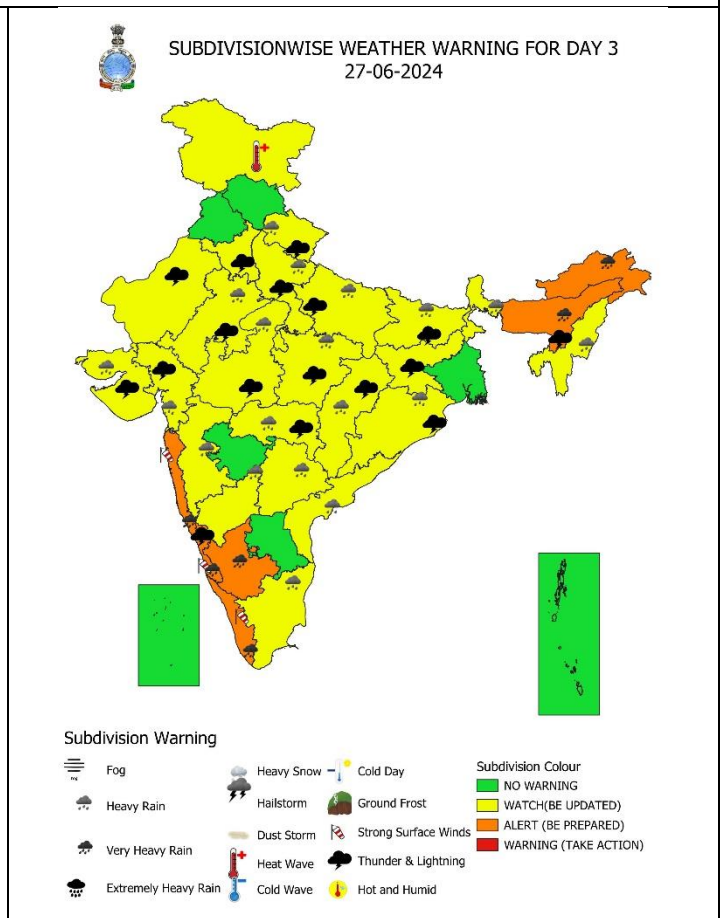 SUBDIVISIONWISE WEATHER WARNING FOR DAY 3
27-06-2024
Subdivision Warning
Fog
Heavy Rain
Very Heavy Rain
Extremely Heavy Rain
Heavy Snow
Hailstorm
Dust Storm
Heat Wave
Cold Wave
Cold Day
Ground Frost
Strong Surface Winds
Thunder & Lightning
Hot and Humid
Subdivision Colour
NO WARNING
WATCH(BE UPDATED)
ALERT (BE PREPARED)
WARNING (TAKE ACTION)